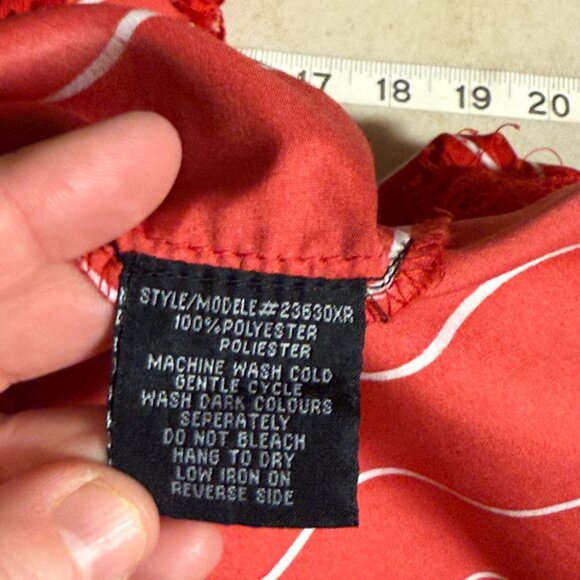 17 18 19 20
STYLE/MODELE#23630XR
100%POLYESTER
POLIESTER
MACHINE WASH COLD
GENTLE CYCLE
WASH DARK COLOURS
SEPERATELY
DO NOT BLEACH
HANG TO DRY
LOW IRON ON
REVERSE SIDE